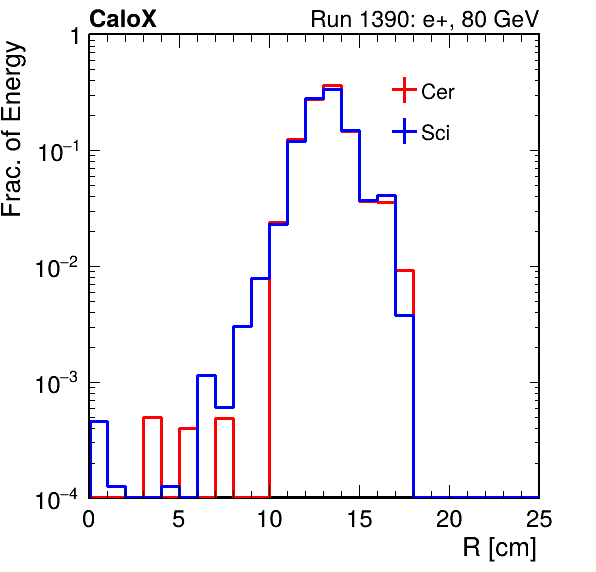 CaloX Run 1390: e+, 80 GeV
Frac. of Energy
1
10⁻¹
10⁻²
10⁻³
10⁻⁴
Cer
Sci
0 5 10 15 20 25
R [cm]